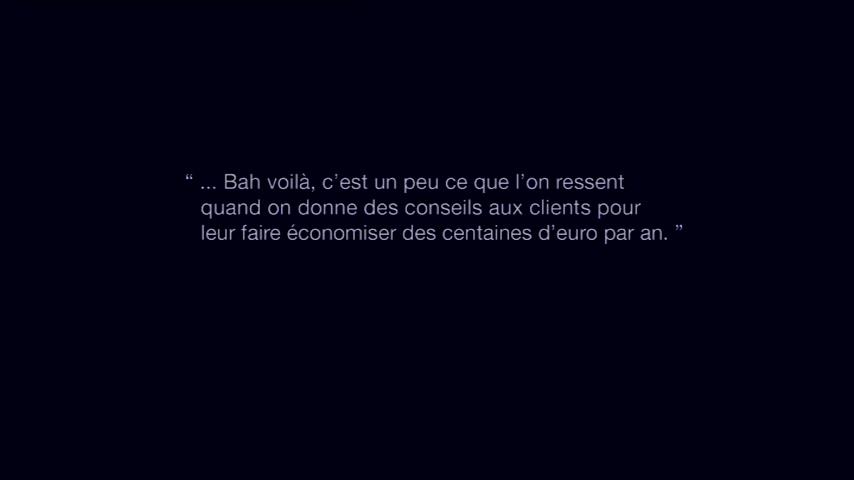 “ ... Bah voilà, c’est un peu ce que l’on ressent
quand on donne des conseils aux clients pour
leur faire économiser des centaines d’euro par an. ”